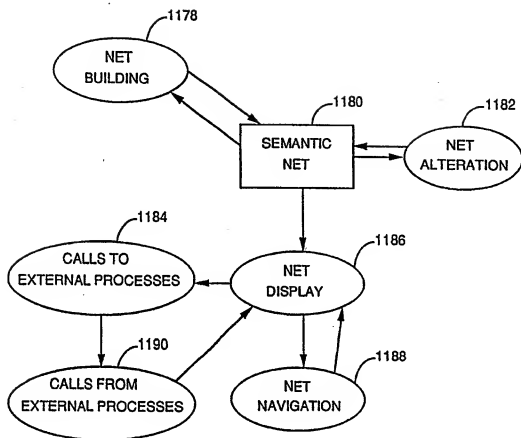 1178
NET
BUILDING
1180
SEMANTIC
NET
1182
NET
ALTERATION
1184
CALLS TO
EXTERNAL PROCESSES
1186
NET
DISPLAY
1190
CALLS FROM
EXTERNAL PROCESSES
1188
NET
NAVIGATION